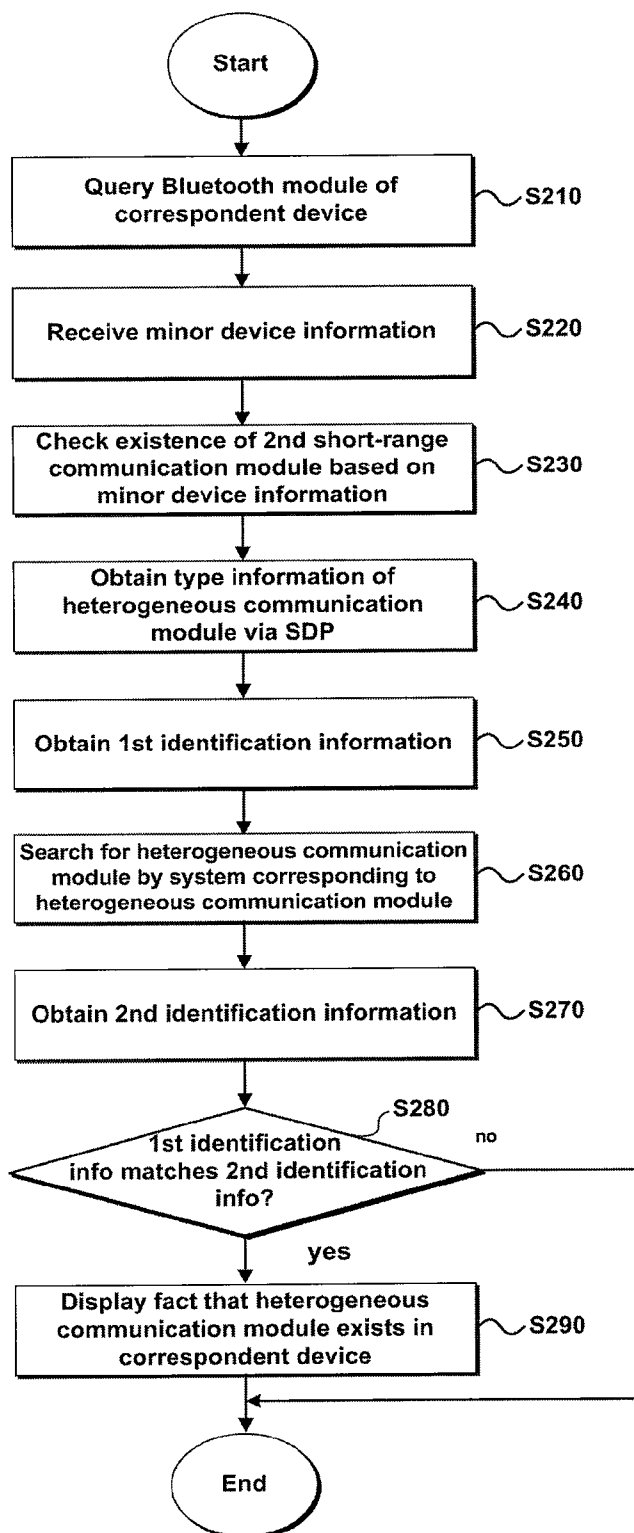 Start
Query Bluetooth module of
correspondent device
S210
Receive minor device information
S220
Check existence of 2nd short-range
communication module based on
minor device information
S230
Obtain type information of
heterogeneous communication
module via SDP
S240
Obtain 1st identification information
S250
Search for heterogeneous communication
module by system corresponding to
heterogeneous communication module
S260
Obtain 2nd identification information
S270
S280
1st identification
info matches 2nd identification
info?
no
yes
Display fact that heterogeneous
communication module exists in
correspondent device
S290
End